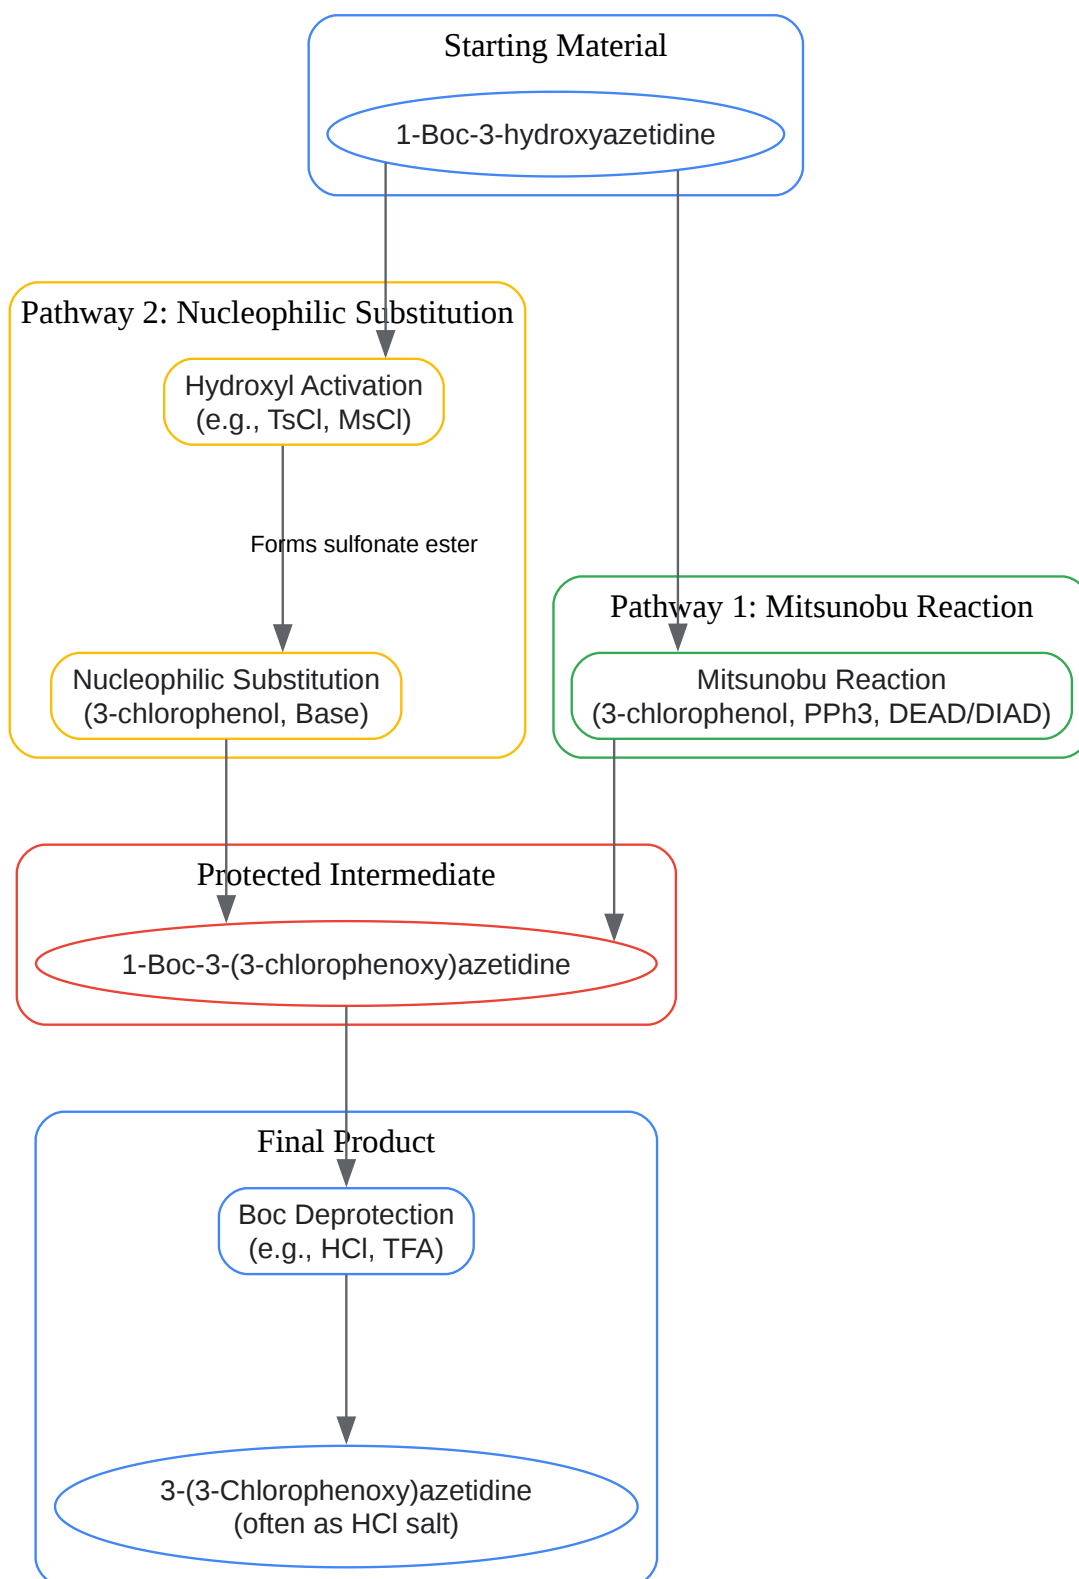 Starting Material
1-Boc-3-hydroxyazetidine
Pathway 2: Nucleophilic Substitution
Hydroxyl Activation
(e.g., TsCl, MsCl)
Forms sulfonate ester
Nucleophilic Substitution
(3-chlorophenol, Base)
Pathway 1: Mitsunobu Reaction
Mitsunobu Reaction
(3-chlorophenol, PPh3, DEAD/DIAD)
Protected Intermediate
1-Boc-3-(3-chlorophenoxy)azetidine
Final Product
Boc Deprotection
(e.g., HCl, TFA)
3-(3-Chlorophenoxy)azetidine
(often as HCl salt)